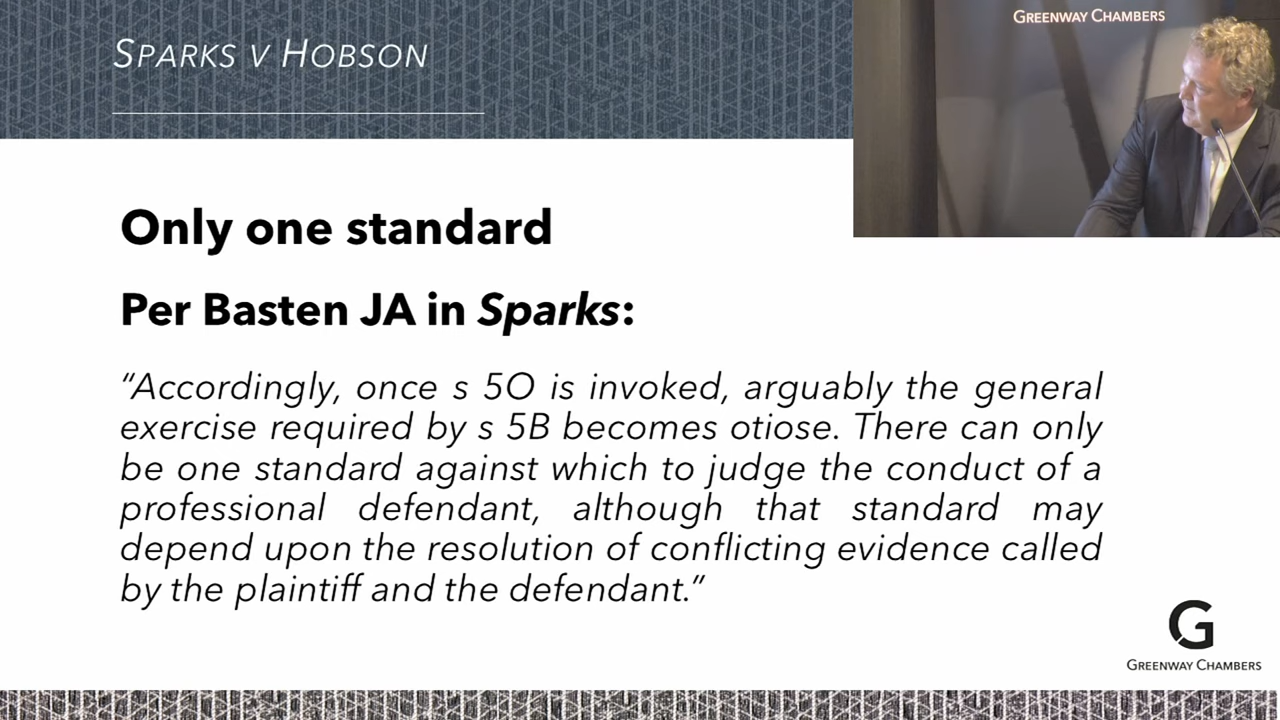 SPARKS V HOBSON
GREENWAY CHAMBERS
Only one standard
Per Basten JA in Sparks:
“Accordingly, once s 5O is invoked, arguably the general
exercise required by s 5B becomes otiose. There can only
be one standard against which to judge the conduct of a
professional defendant, although that standard may
depend upon the resolution of conflicting evidence called
by the plaintiff and the defendant.”
G
GREENWAY CHAMBERS